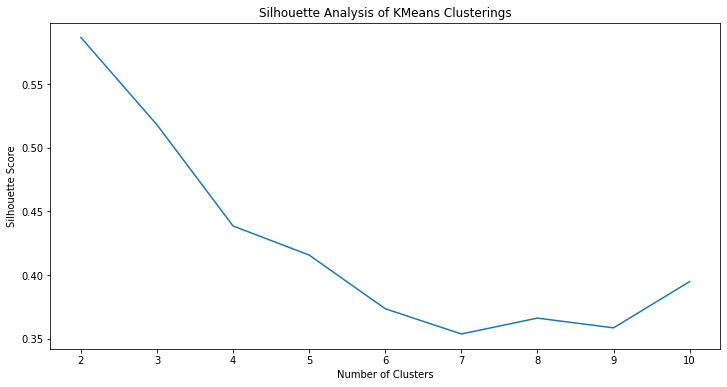 Silhouette Analysis of KMeans Clusterings
Silhouette Score
0.55
0.50
0.45
0.40
0.35
2 3 4 5 6 7 8 9 10
Number of Clusters